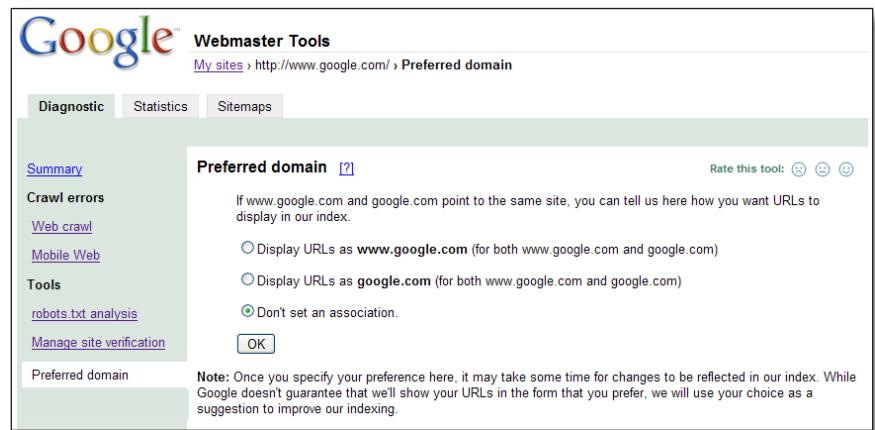 Google™ Webmaster Tools
My sites › http://www.google.com/ › Preferred domain
Diagnostic Statistics Sitemaps
Summary
Crawl errors
Web crawl
Mobile Web
Tools
robots.txt analysis
Manage site verification
Preferred domain
Preferred domain [?] Rate this tool:
If www.google.com and google.com point to the same site, you can tell us here how you want URLs to
display in our index.
Display URLs as www.google.com (for both www.google.com and google.com)
Display URLs as google.com (for both www.google.com and google.com)
Don't set an association.
OK
Note: Once you specify your preference here, it may take some time for changes to be reflected in our index. While
Google doesn't guarantee that we'll show your URLs in the form that you prefer, we will use your choice as a
suggestion to improve our indexing.